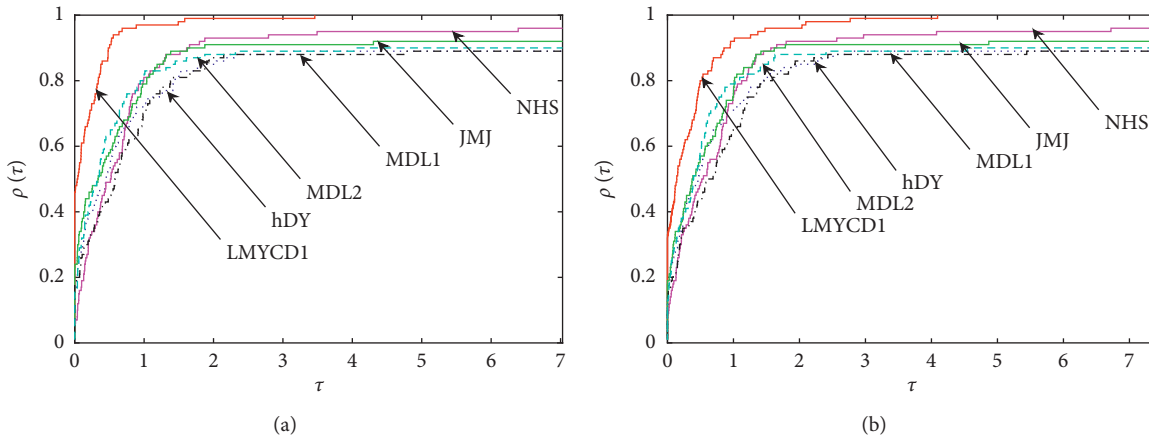 1
0.8
0.6
0.4
0.2
0
ρ (τ)
NHS
JMJ
MDL1
MDL2
hDY
LMYCD1
0 1 2 3 4 5 6 7
τ
(a)
1
0.8
0.6
0.4
0.2
0
ρ (τ)
NHS
JMJ
MDL1
hDY
MDL2
LMYCD1
0 1 2 3 4 5 6 7
τ
(b)